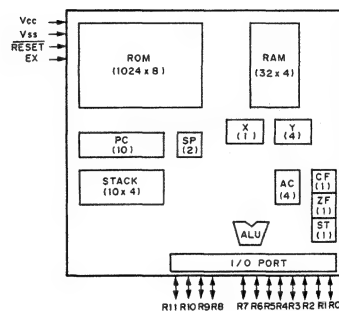 Vcc
Vss
RESET
EX
ROM
(1024 x 8)
RAM
(32 x 4)
X
(1)
Y
(4)
PC
(10)
SP
(2)
STACK
(10 x 4)
AC
(4)
CF
(1)
ZF
(1)
ST
(1)
ALU
I/O PORT
R11 R10 R9 R8 R7 R6 R5 R4 R3 R2 R1 R0